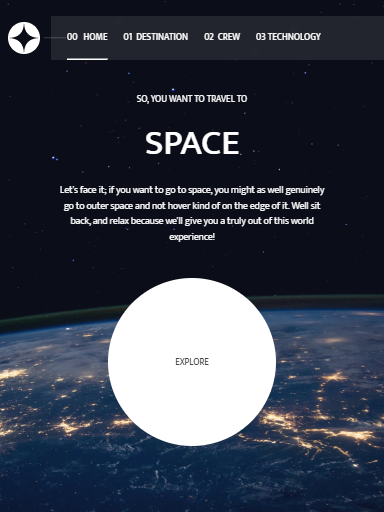 00 HOME 01 DESTINATION 02 CREW 03 TECHNOLOGY
SO, YOU WANT TO TRAVEL TO
SPACE
Let's face it; if you want to go to space, you might as well genuinely
go to outer space and not hover kind of on the edge of it. Well sit
back, and relax because we'll give you a truly out of this world
experience!
EXPLORE